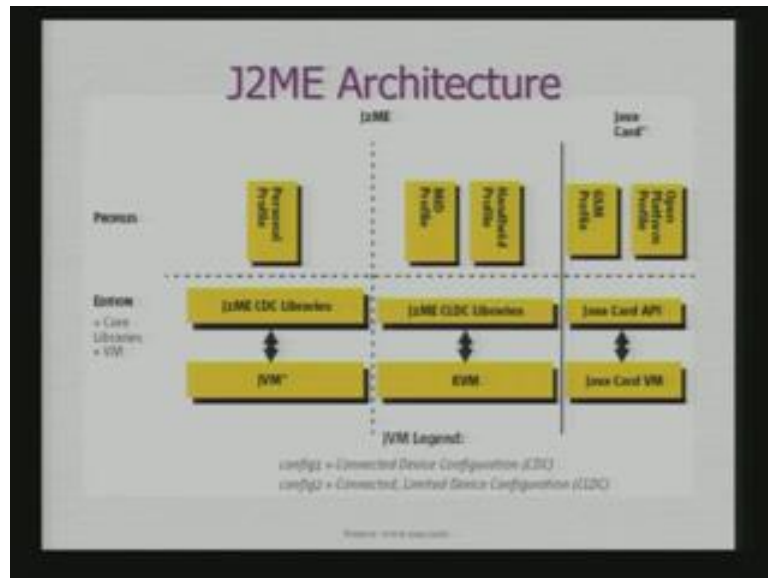 J2ME Architecture
J2ME
Java
Card™
PROFILES
Personal
Profile
MID
Profile
Handheld
Profile
GSM
Profile
Open
Platform
Profile
EDITION
+ Core
Libraries
+ VM
J2ME CDC Libraries
J2ME CLDC Libraries
Java Card API
JVM™
KVM
Java Card VM
JVM Legend:
config1 = Connected Device Configuration (CDC)
config2 = Connected, Limited Device Configuration (CLDC)